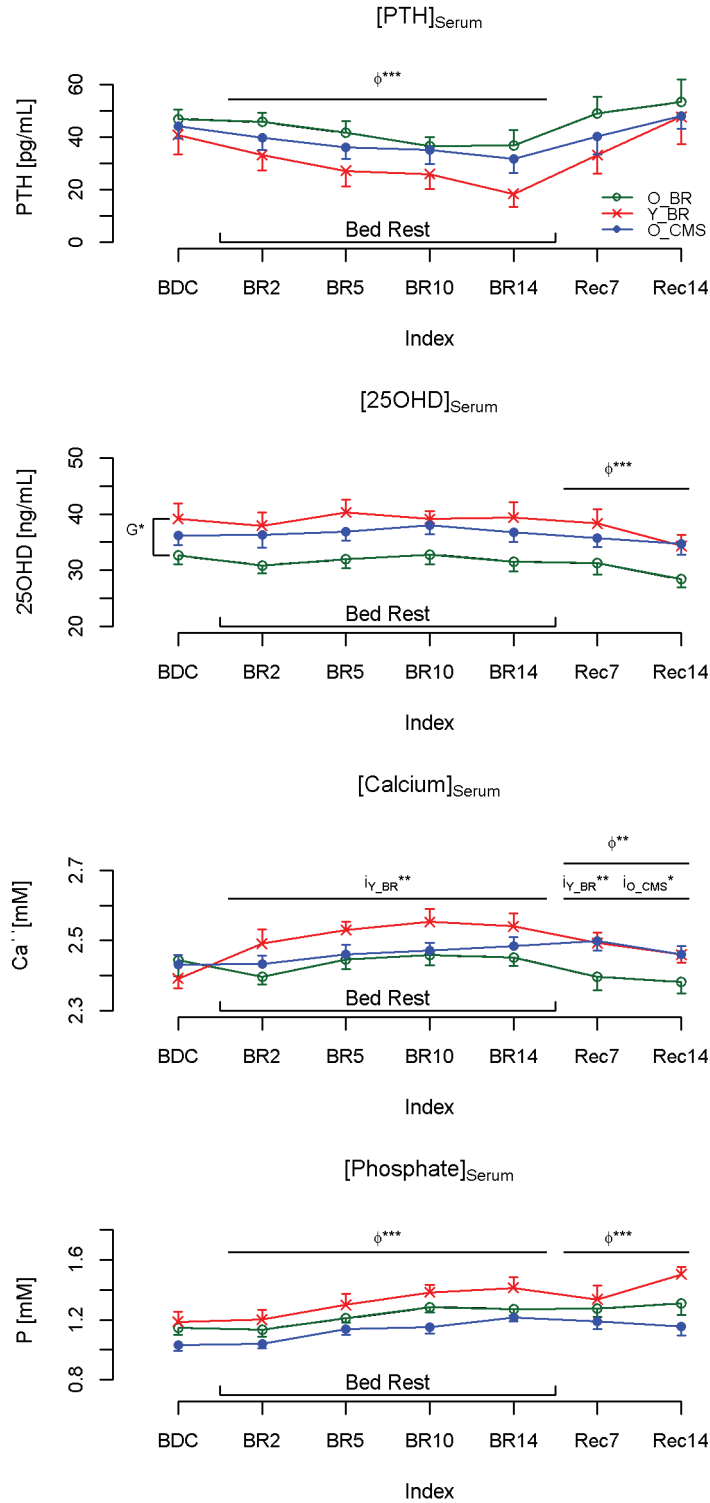 [PTH]Serum
PTH [pg/mL]
60
40
20
0
ϕ***
O_BR
Y_BR
O_CMS
Bed Rest
BDC BR2 BR5 BR10 BR14 Rec7 Rec14
Index
[25OHD]Serum
25OHD [ng/mL]
50
40
30
20
ϕ***
G*
Bed Rest
BDC BR2 BR5 BR10 BR14 Rec7 Rec14
Index
[Calcium]Serum
Ca¨ [mM]
2.7
2.5
2.3
ϕ**
iY_BR** iY_BR** iO_CMS*
Bed Rest
BDC BR2 BR5 BR10 BR14 Rec7 Rec14
Index
[Phosphate]Serum
P [mM]
1.6
1.2
0.8
ϕ*** ϕ***
Bed Rest
BDC BR2 BR5 BR10 BR14 Rec7 Rec14
Index